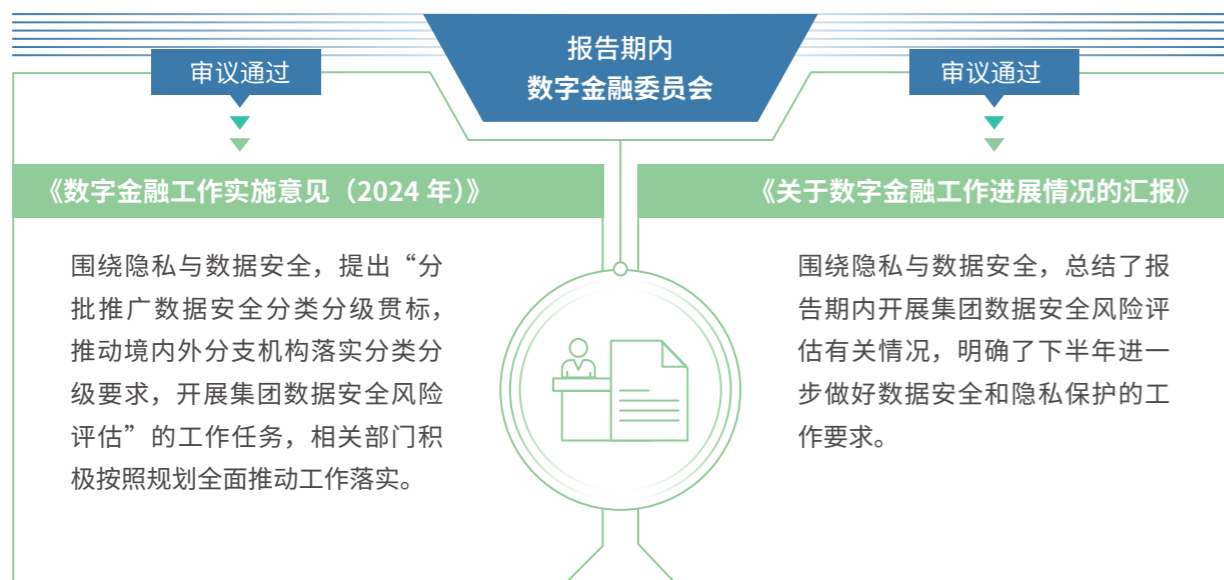 报告期内
数字金融委员会
审议通过
《数字金融工作实施意见（2024 年）》
围绕隐私与数据安全，提出“分
批推广数据安全分类分级贯标，
推动境内外分支机构落实分类分
级要求，开展集团数据安全风险
评估”的工作任务，相关部门积
极按照规划全面推动工作落实。
审议通过
《关于数字金融工作进展情况的汇报》
围绕隐私与数据安全，总结了报
告期内开展集团数据安全风险评
估有关情况，明确了下半年进一
步做好数据安全和隐私保护的工
作要求。